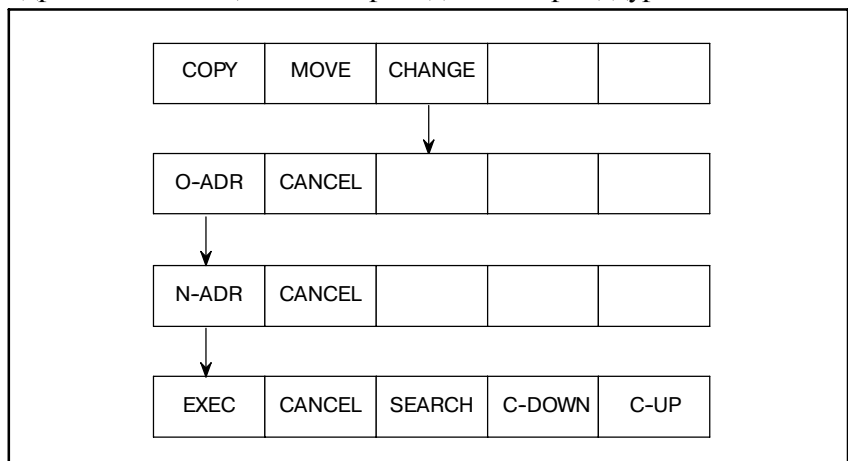 COPY MOVE CHANGE
O-ADR CANCEL
N-ADR CANCEL
EXEC CANCEL SEARCH C-DOWN C-UP